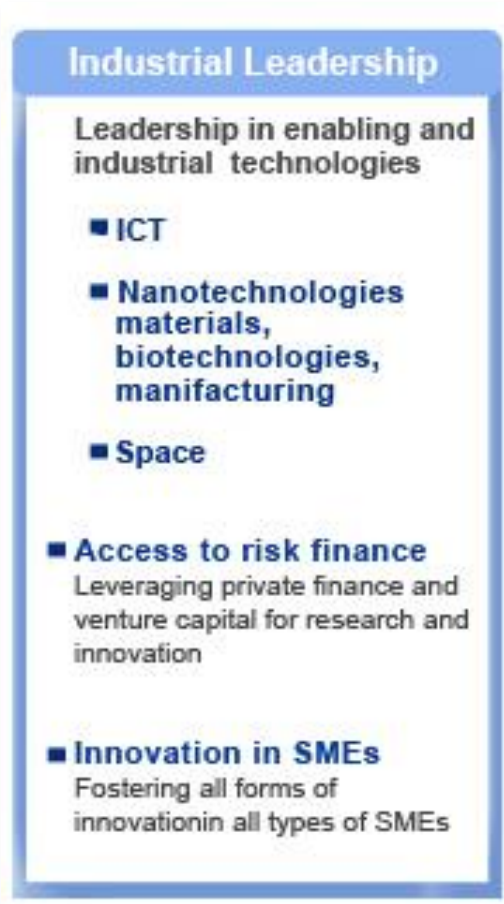 Industrial Leadership
Leadership in enabling and
industrial technologies
ICT
Nanotechnologies
materials,
biotechnologies,
manifacturing
Space
Access to risk finance
Leveraging private finance and
venture capital for research and
innovation
Innovation in SMEs
Fostering all forms of
innovationin all types of SMEs